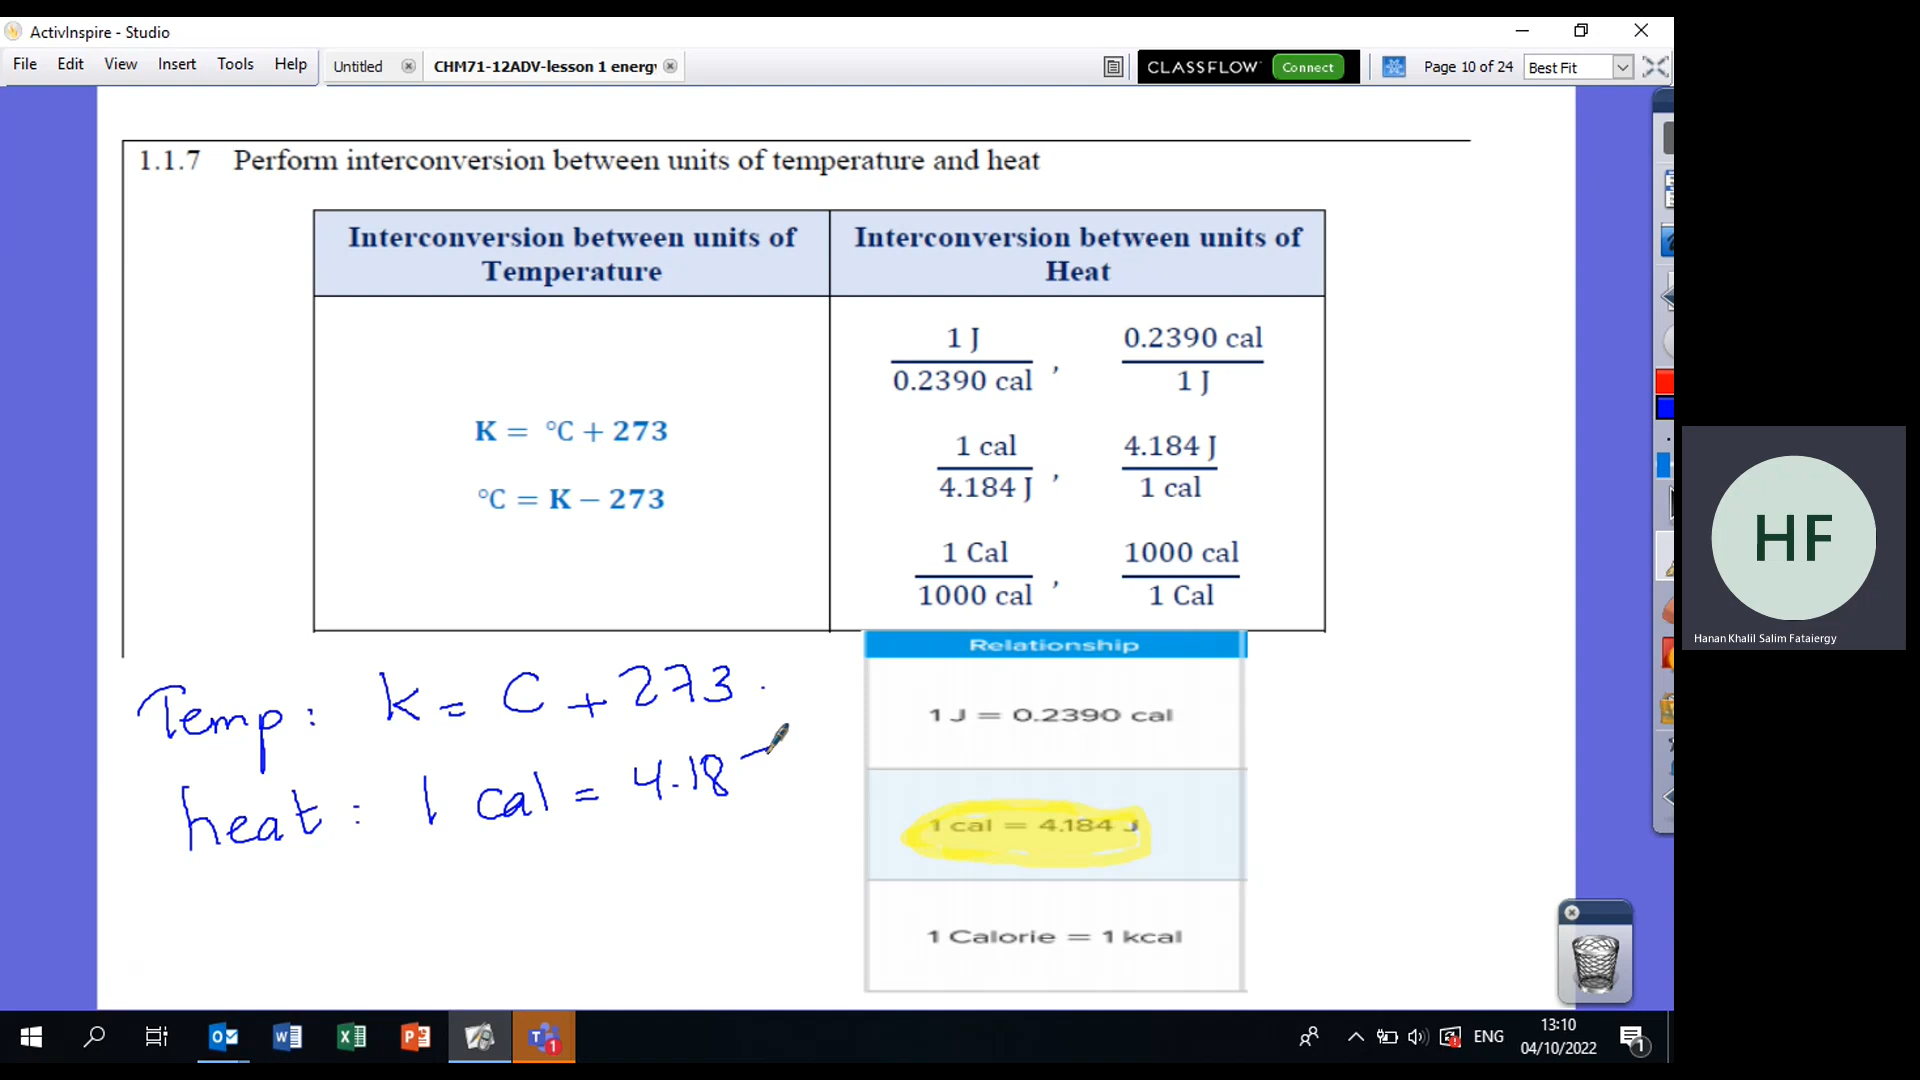 ActivInspire - Studio
File Edit View Insert Tools Help
Untitled
CHM71-12ADV-lesson 1 energy
CLASSFLOW Connect
Page 10 of 24
Best Fit
1.1.7 Perform interconversion between units of temperature and heat
Interconversion between units of
Temperature
K = °C + 273
°C = K − 273
Interconversion between units of
Heat
1 J / 0.2390 cal , 0.2390 cal / 1 J
1 cal / 4.184 J , 4.184 J / 1 cal
1 Cal / 1000 cal , 1000 cal / 1 Cal
Relationship
1 J = 0.2390 cal
1 cal = 4.184 J
1 Calorie = 1 kcal
Temp: K = C + 273.
heat: 1 cal = 4.18
HF
Hanan Khalil Salim Fataiergy
ENG
13:10
04/10/2022
1
1